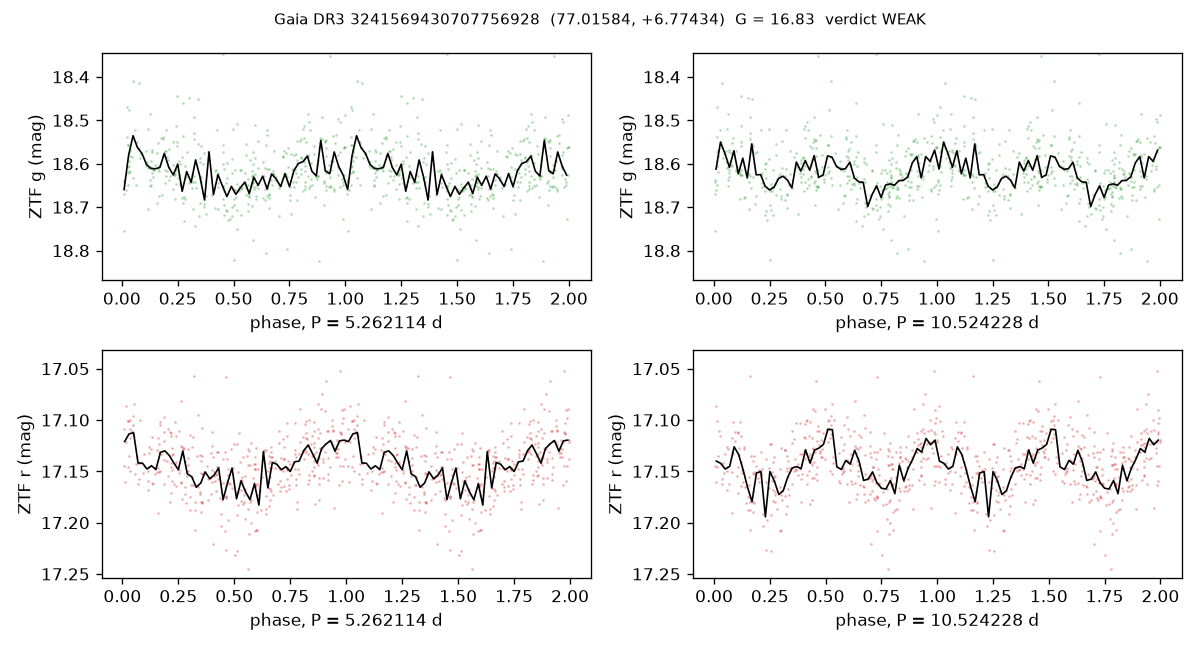 Gaia DR3 3241569430707756928 (77.01584, +6.77434) G = 16.83 verdict WEAK
ZTF g (mag)
18.4
18.5
18.6
18.7
18.8
0.00 0.25 0.50 0.75 1.00 1.25 1.50 1.75 2.00
phase, P = 5.262114 d
ZTF g (mag)
18.4
18.5
18.6
18.7
18.8
0.00 0.25 0.50 0.75 1.00 1.25 1.50 1.75 2.00
phase, P = 10.524228 d
ZTF r (mag)
17.05
17.10
17.15
17.20
17.25
0.00 0.25 0.50 0.75 1.00 1.25 1.50 1.75 2.00
phase, P = 5.262114 d
ZTF r (mag)
17.05
17.10
17.15
17.20
17.25
0.00 0.25 0.50 0.75 1.00 1.25 1.50 1.75 2.00
phase, P = 10.524228 d